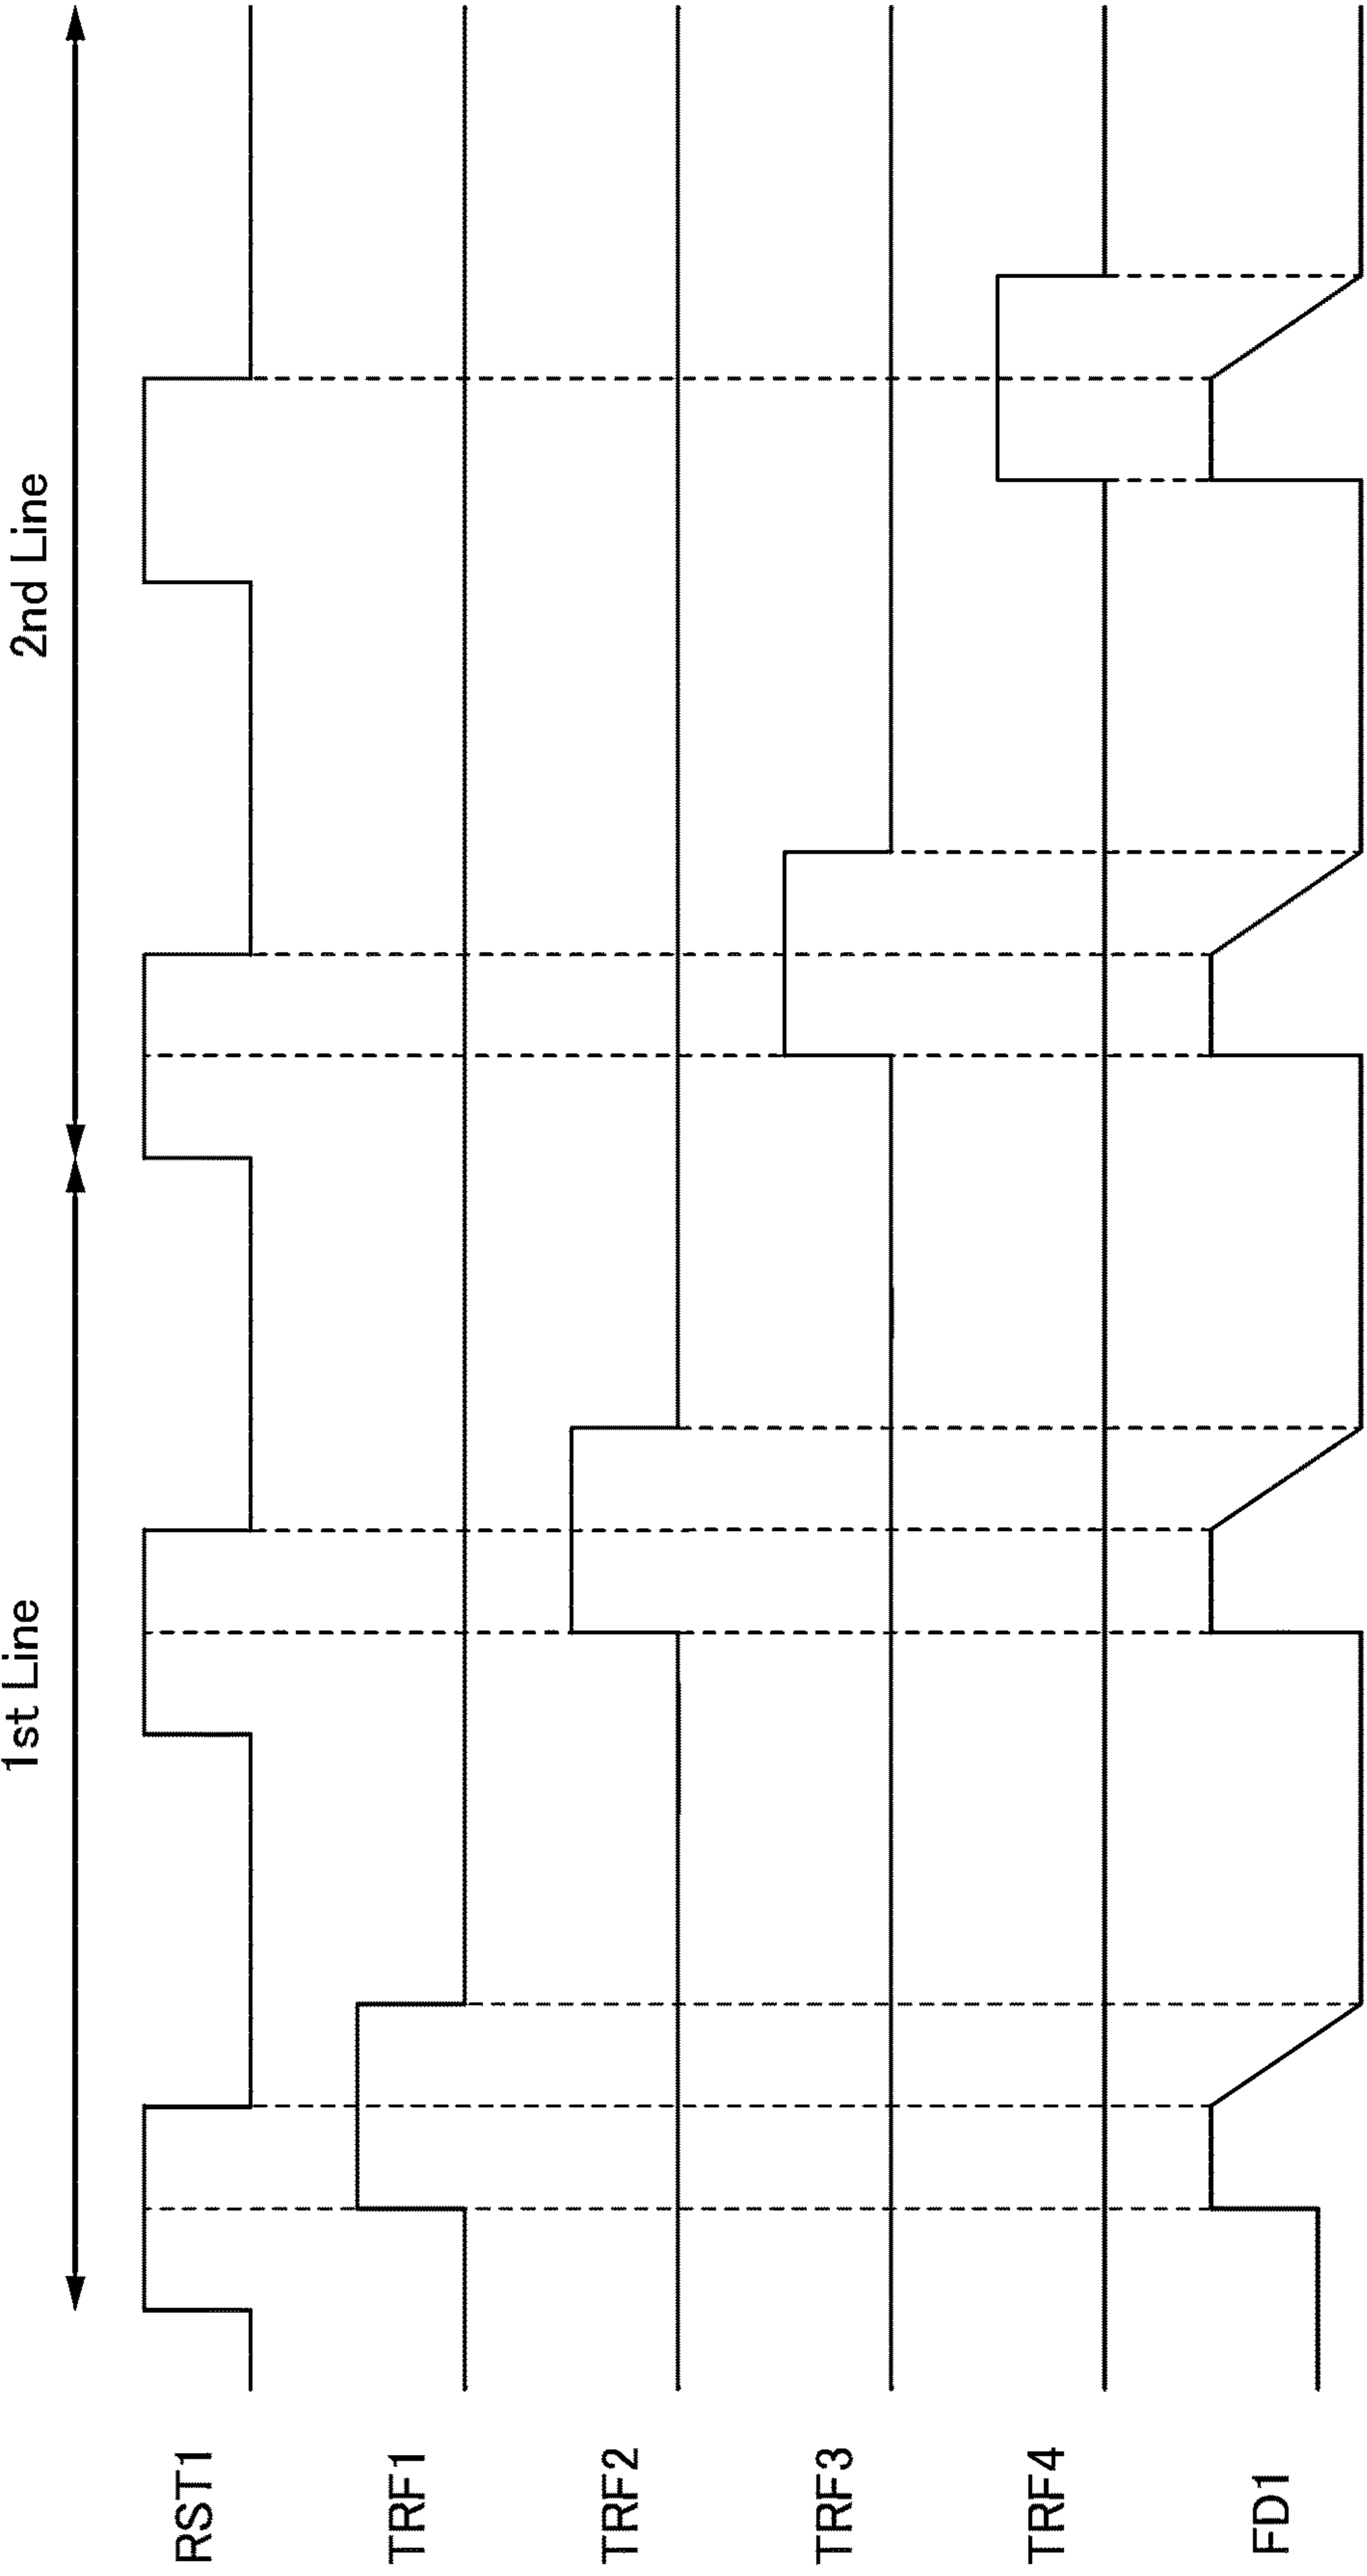 1st Line
2nd Line
RST1
TRF1
TRF2
TRF3
TRF4
FD1